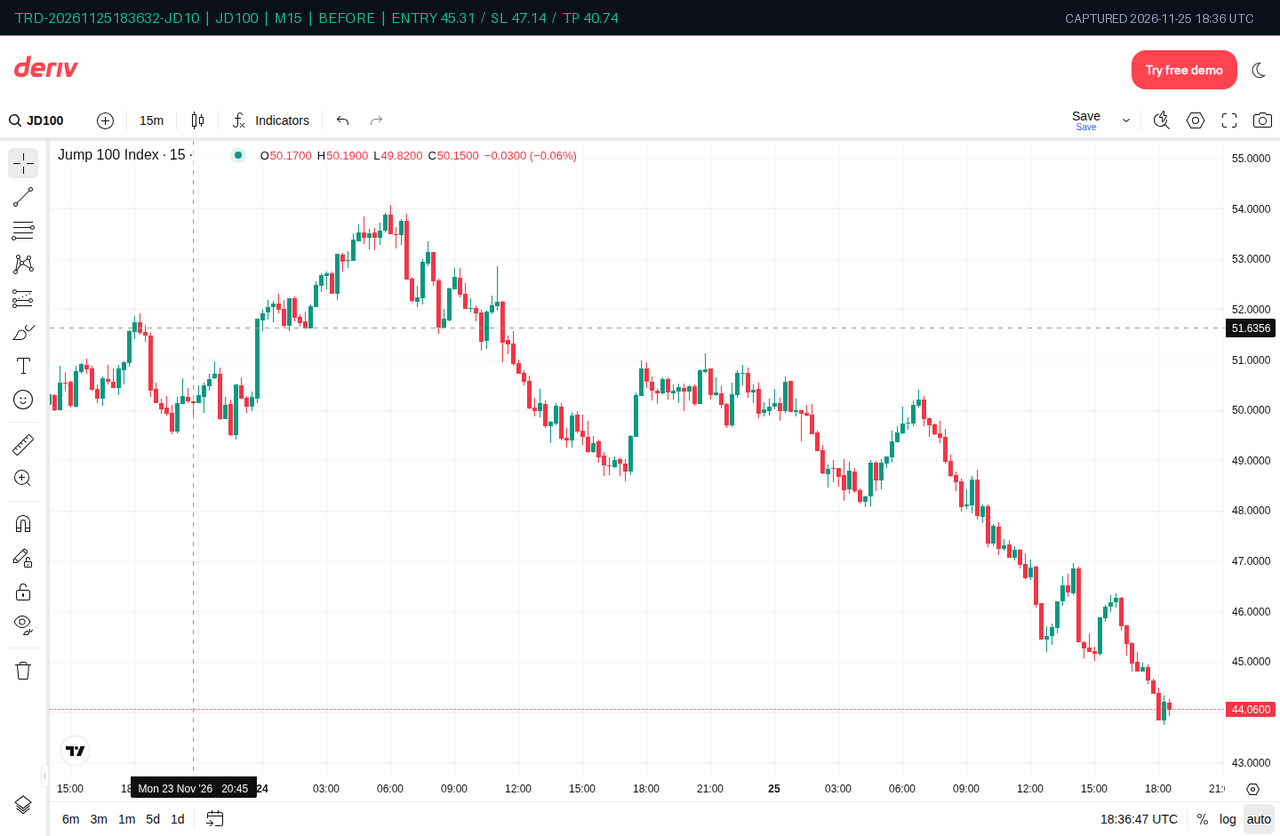 TRD-20261125183632-JD10 | JD100 | M15 | BEFORE | ENTRY 45.31 / SL 47.14 / TP 40.74
CAPTURED 2026-11-25 18:36 UTC
deriv
Try free demo
JD100
15m
Indicators
Save
Save
Jump 100 Index · 15 ·
O50.1700 H50.1900 L49.8200 C50.1500 −0.0300 (−0.06%)
55.0000
54.0000
53.0000
52.0000
51.6356
51.0000
50.0000
49.0000
48.0000
47.0000
46.0000
45.0000
44.0600
43.0000
15:00 18 Mon 23 Nov '26 20:45 24 03:00 06:00 09:00 12:00 15:00 18:00 21:00 25 03:00 06:00 09:00 12:00 15:00 18:00 21:
6m 3m 1m 5d 1d
18:36:47 UTC % log auto